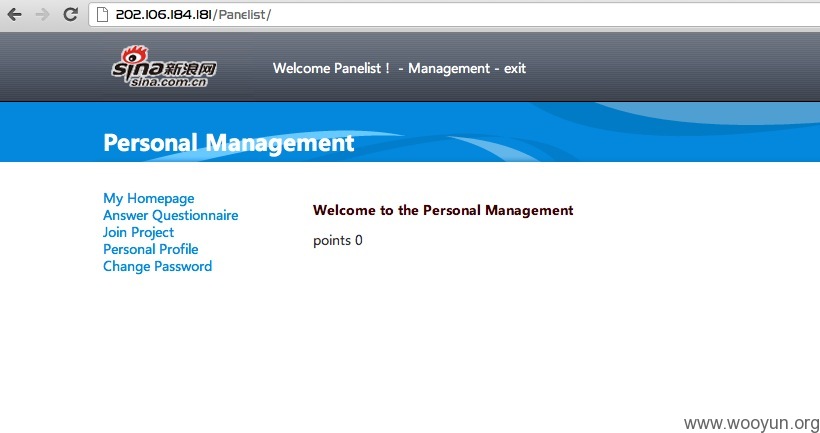 202.106.184.181/Panelist/
sina新浪网
sina.com.cn
Welcome Panelist！ - Management - exit
Personal Management
My Homepage
Answer Questionnaire
Join Project
Personal Profile
Change Password
Welcome to the Personal Management
points 0
www.wooyun.org